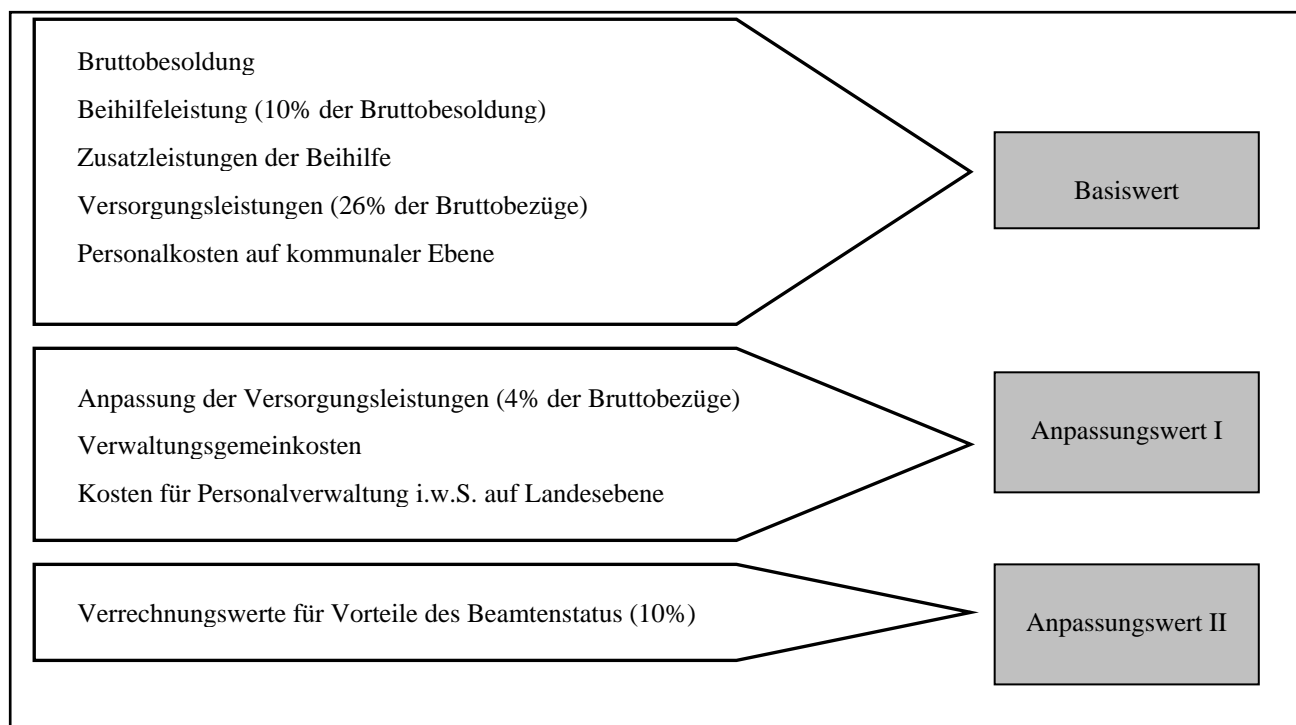 Bruttobesoldung
Beihilfeleistung (10% der Bruttobesoldung)
Zusatzleistungen der Beihilfe
Versorgungsleistungen (26% der Bruttobezüge)
Personalkosten auf kommunaler Ebene
Basiswert
Anpassung der Versorgungsleistungen (4% der Bruttobezüge)
Verwaltungsgemeinkosten
Kosten für Personalverwaltung i.w.S. auf Landesebene
Anpassungswert I
Verrechnungswerte für Vorteile des Beamtenstatus (10%)
Anpassungswert II